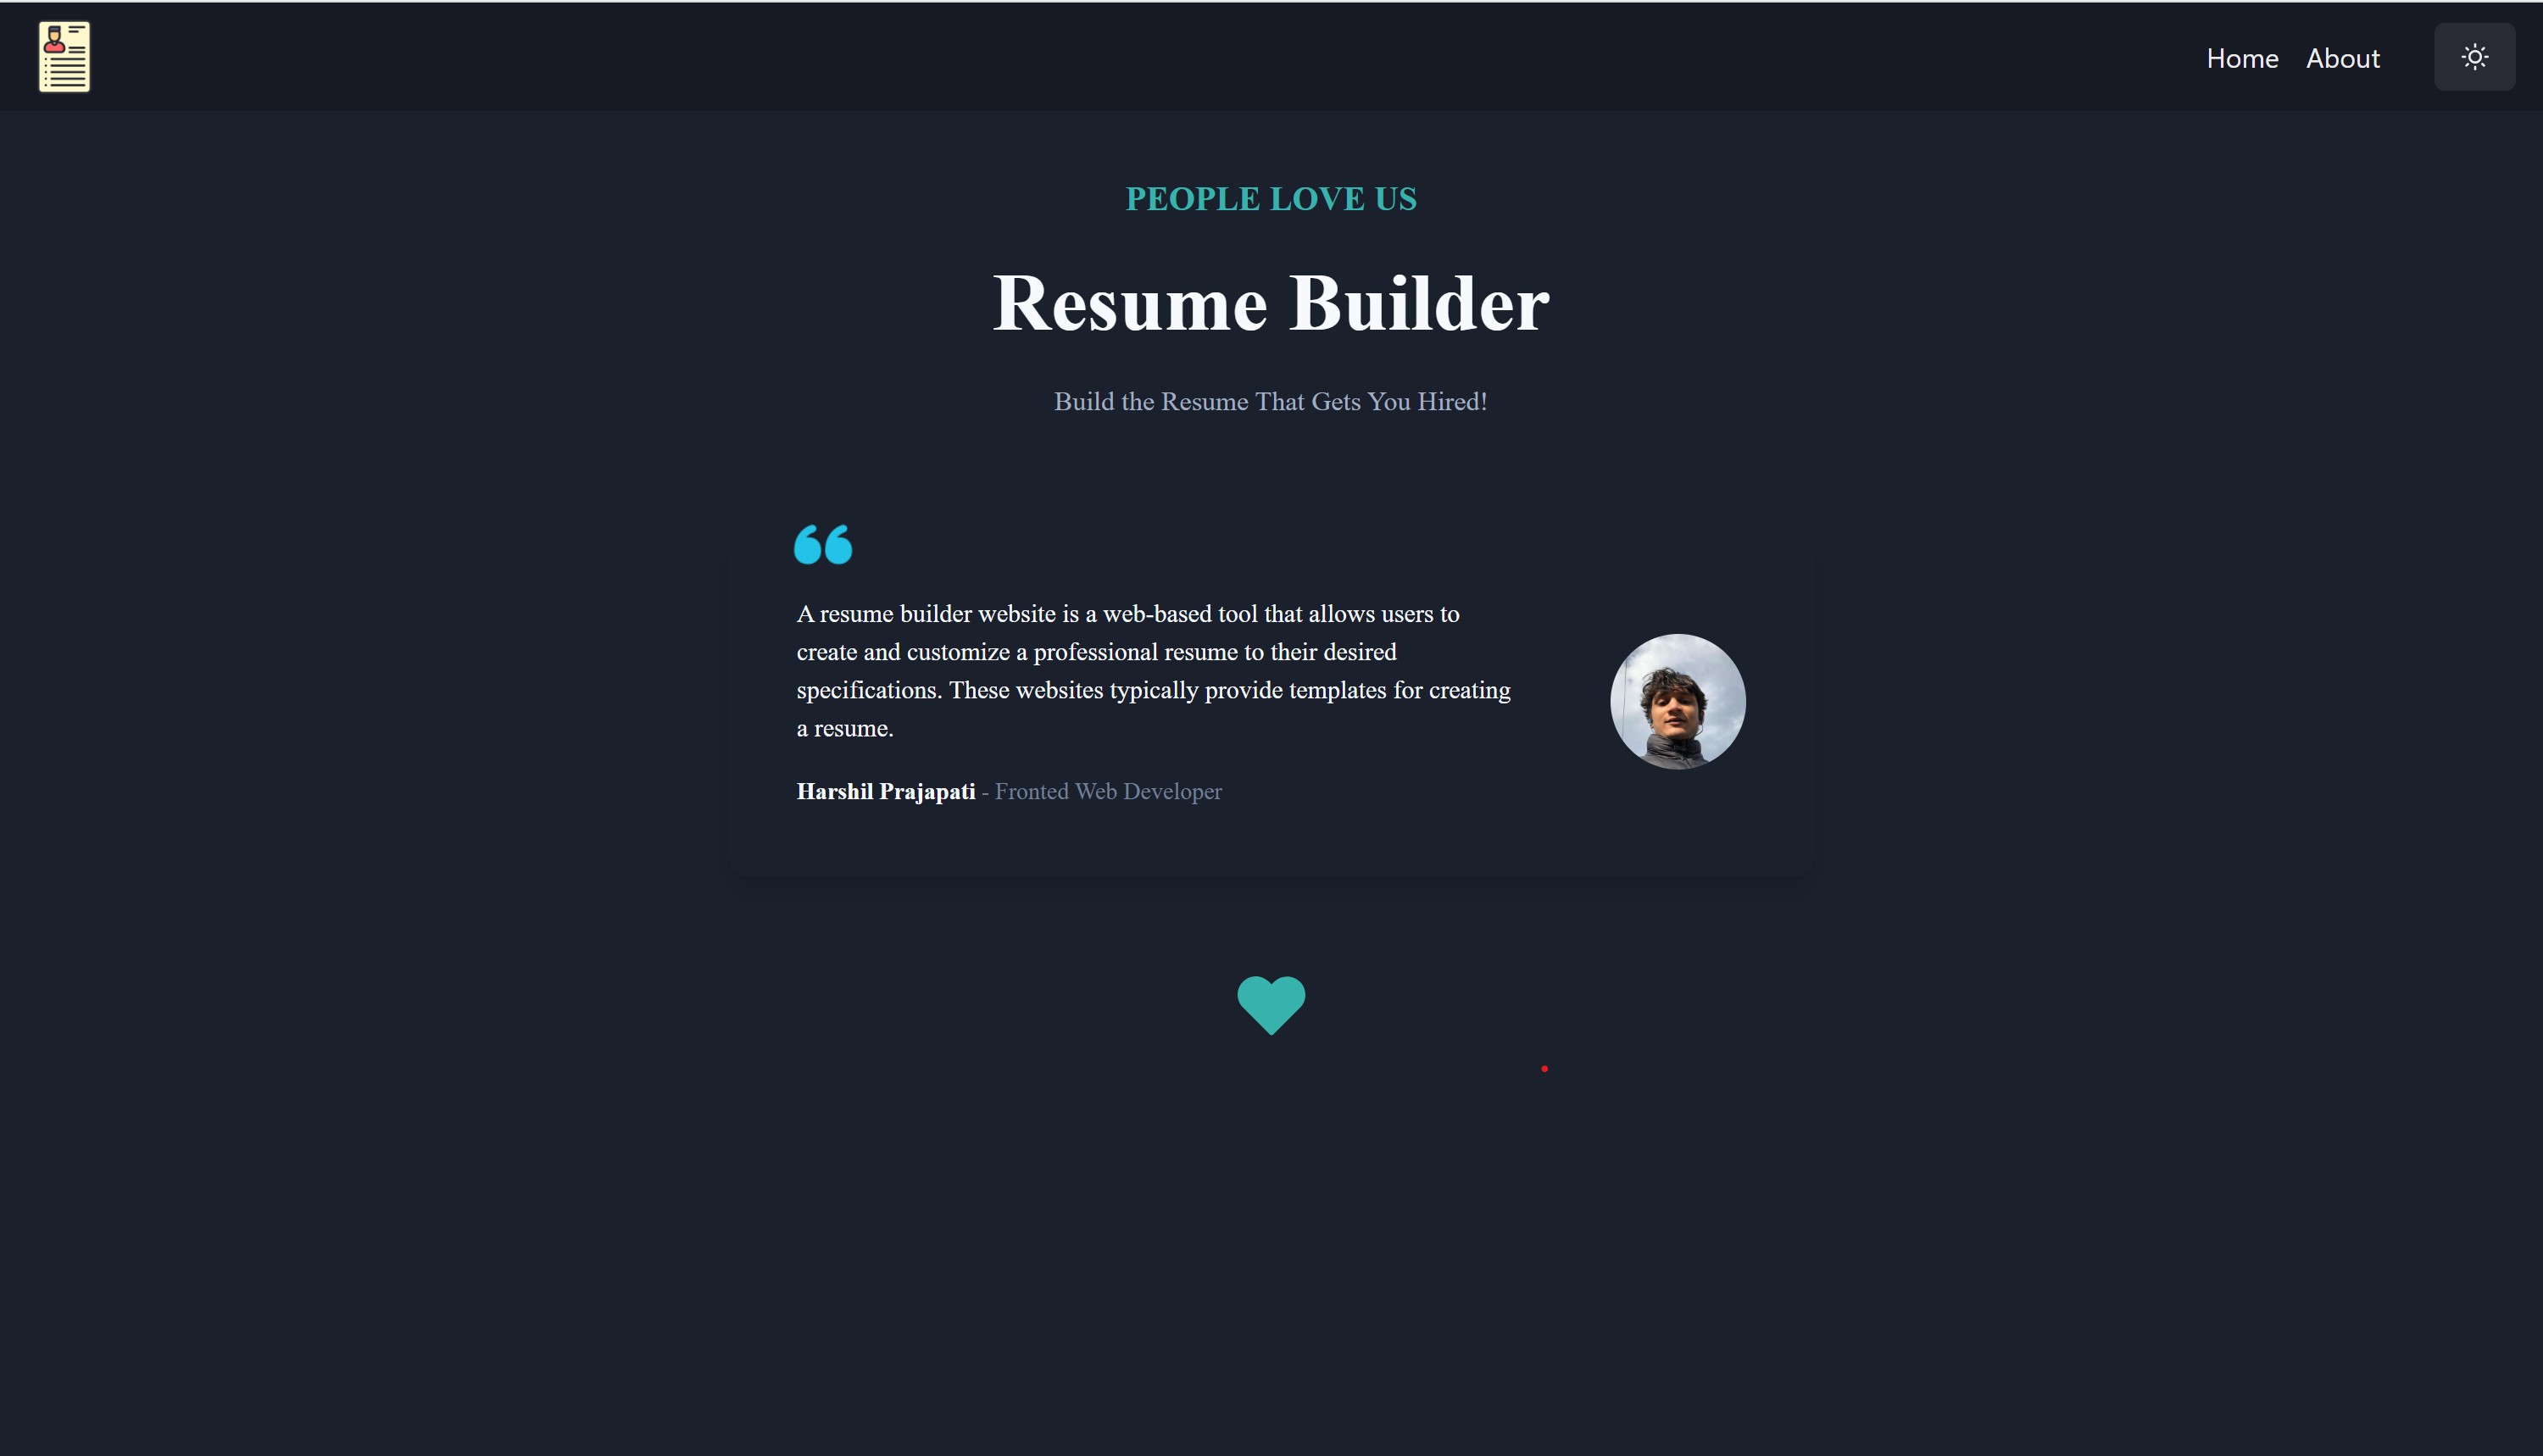 Home About
PEOPLE LOVE US
Resume Builder
Build the Resume That Gets You Hired!
A resume builder website is a web-based tool that allows users to
create and customize a professional resume to their desired
specifications. These websites typically provide templates for creating
a resume.
Harshil Prajapati - Fronted Web Developer